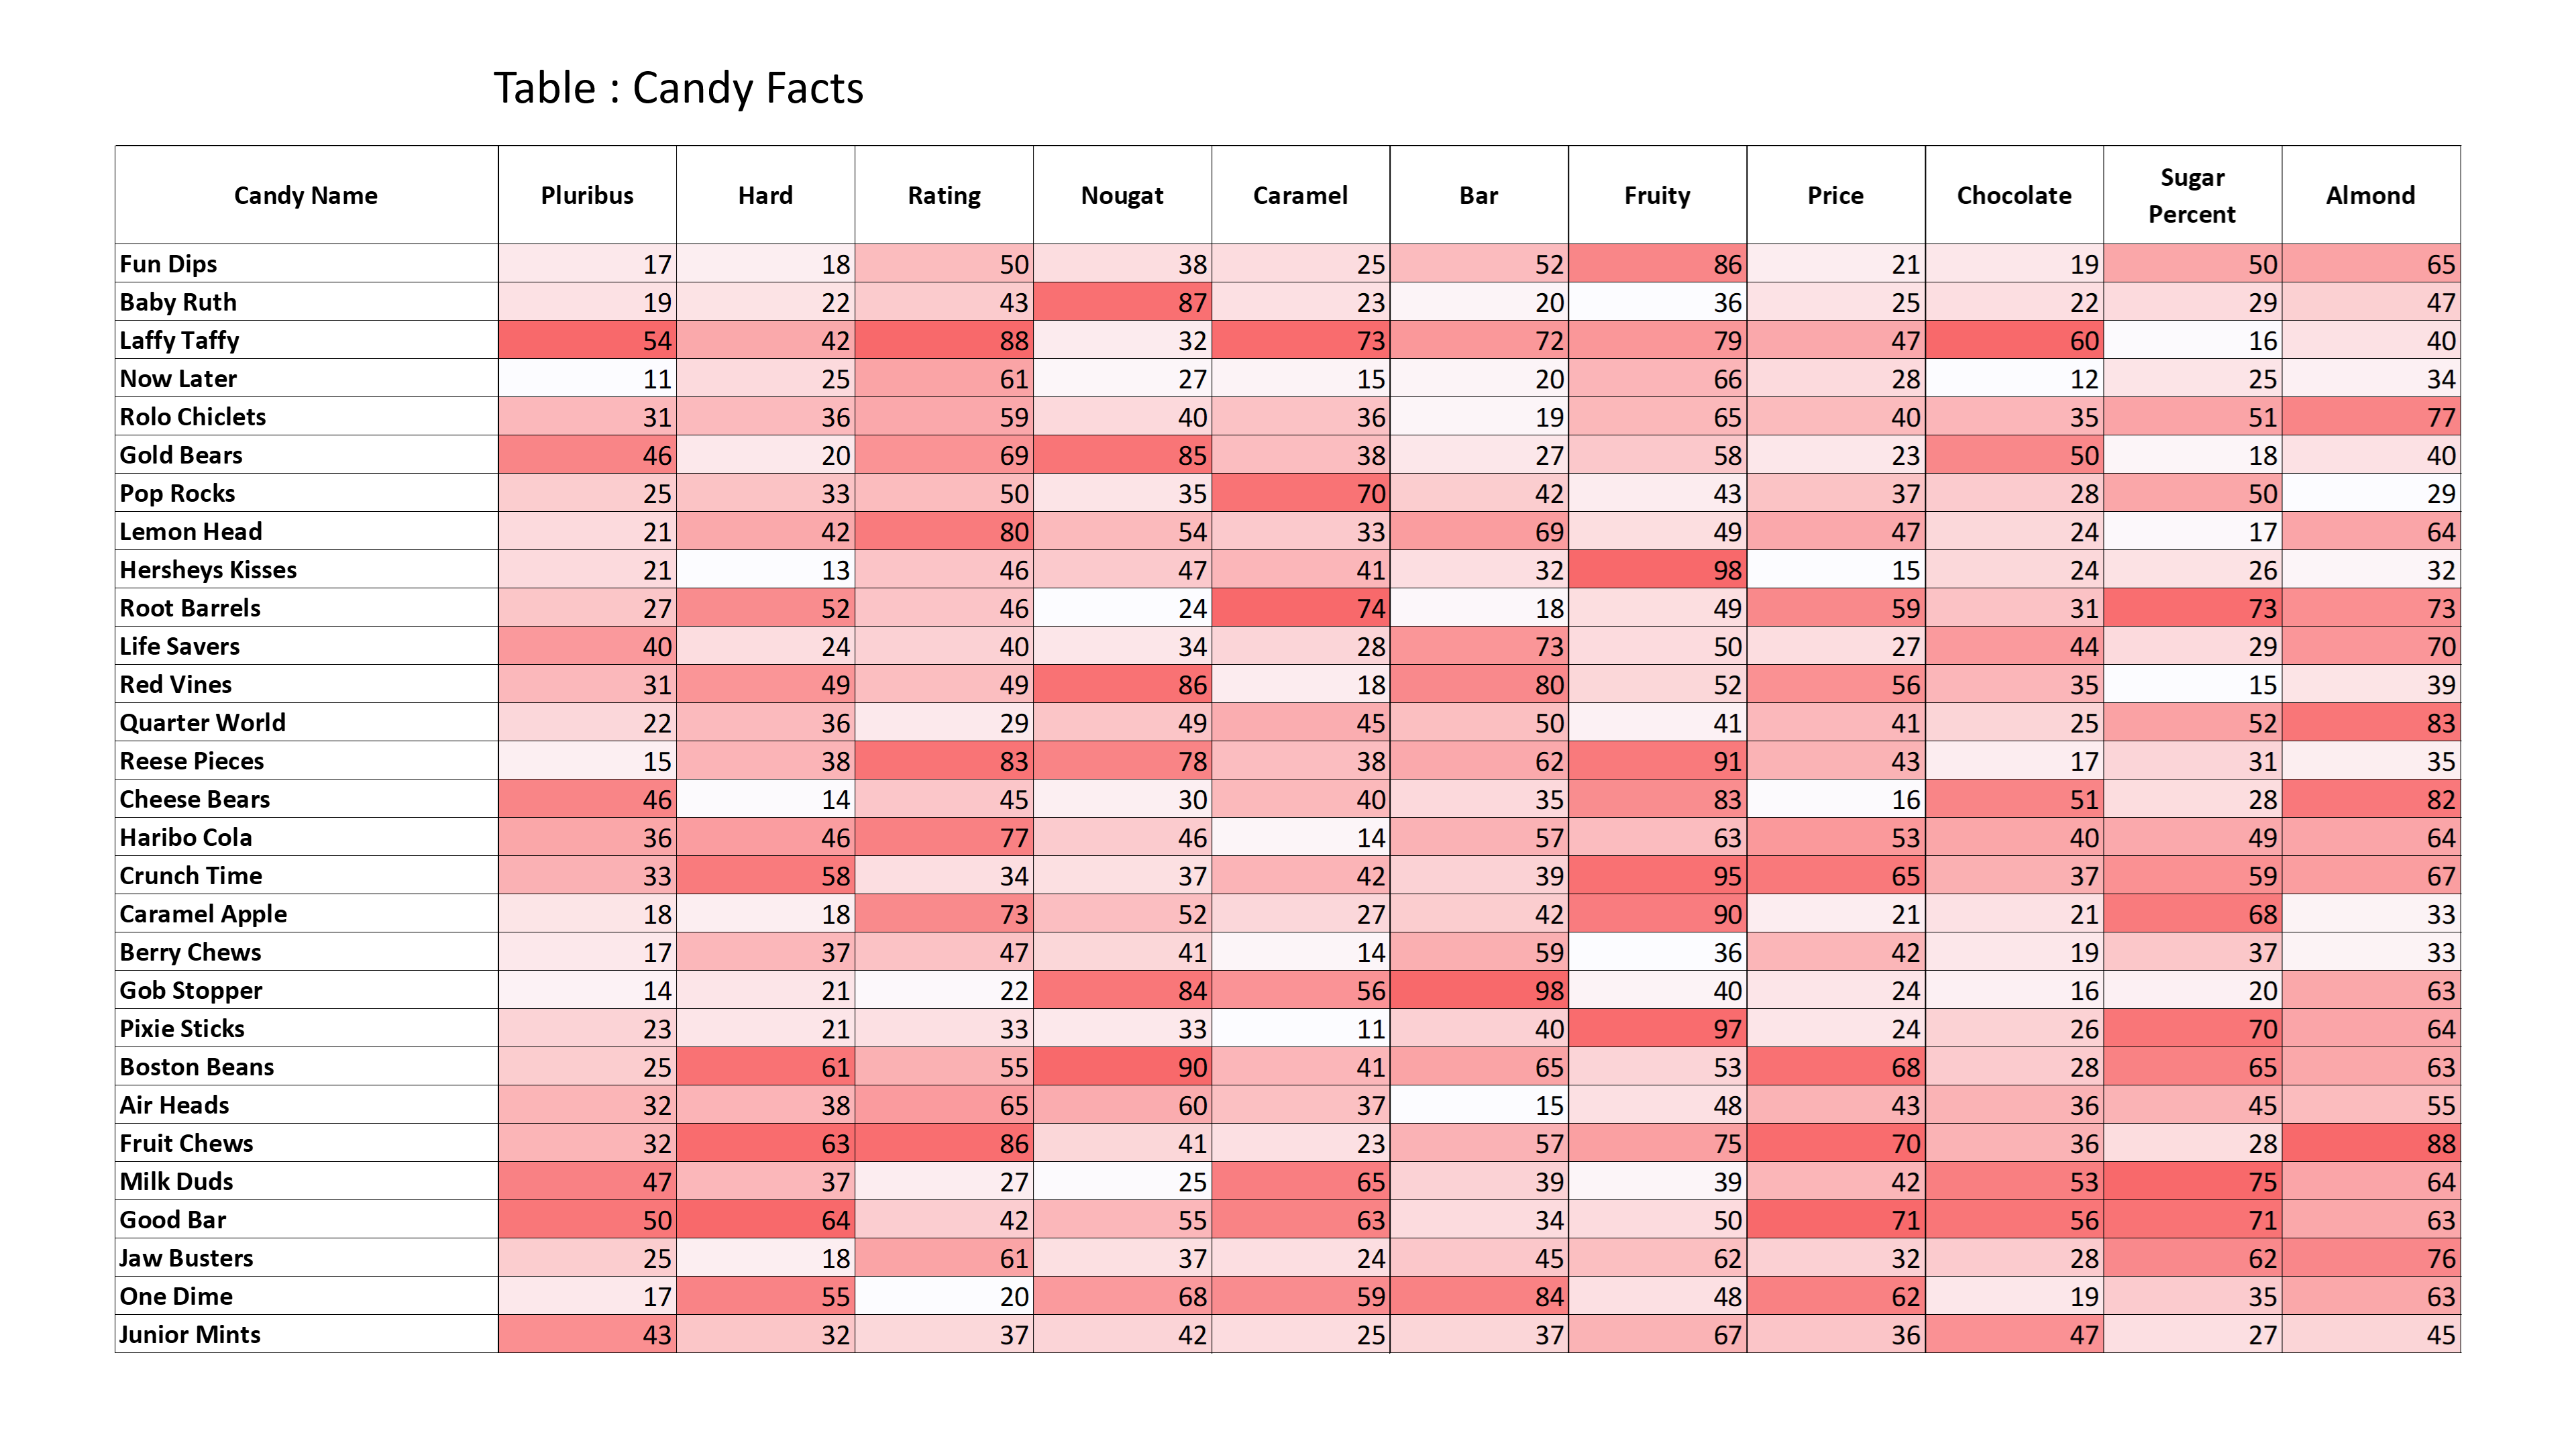 Table : Candy Facts
Candy Name Pluribus Hard Rating Nougat Caramel Bar Fruity Price Chocolate Sugar Percent Almond
Fun Dips 17 18 50 38 25 52 86 21 19 50 65
Baby Ruth 19 22 43 87 23 20 36 25 22 29 47
Laffy Taffy 54 42 88 32 73 72 79 47 60 16 40
Now Later 11 25 61 27 15 20 66 28 12 25 34
Rolo Chiclets 31 36 59 40 36 19 65 40 35 51 77
Gold Bears 46 20 69 85 38 27 58 23 50 18 40
Pop Rocks 25 33 50 35 70 42 43 37 28 50 29
Lemon Head 21 42 80 54 33 69 49 47 24 17 64
Hersheys Kisses 21 13 46 47 41 32 98 15 24 26 32
Root Barrels 27 52 46 24 74 18 49 59 31 73 73
Life Savers 40 24 40 34 28 73 50 27 44 29 70
Red Vines 31 49 49 86 18 80 52 56 35 15 39
Quarter World 22 36 29 49 45 50 41 41 25 52 83
Reese Pieces 15 38 83 78 38 62 91 43 17 31 35
Cheese Bears 46 14 45 30 40 35 83 16 51 28 82
Haribo Cola 36 46 77 46 14 57 63 53 40 49 64
Crunch Time 33 58 34 37 42 39 95 65 37 59 67
Caramel Apple 18 18 73 52 27 42 90 21 21 68 33
Berry Chews 17 37 47 41 14 59 36 42 19 37 33
Gob Stopper 14 21 22 84 56 98 40 24 16 20 63
Pixie Sticks 23 21 33 33 11 40 97 24 26 70 64
Boston Beans 25 61 55 90 41 65 53 68 28 65 63
Air Heads 32 38 65 60 37 15 48 43 36 45 55
Fruit Chews 32 63 86 41 23 57 75 70 36 28 88
Milk Duds 47 37 27 25 65 39 39 42 53 75 64
Good Bar 50 64 42 55 63 34 50 71 56 71 63
Jaw Busters 25 18 61 37 24 45 62 32 28 62 76
One Dime 17 55 20 68 59 84 48 62 19 35 63
Junior Mints 43 32 37 42 25 37 67 36 47 27 45